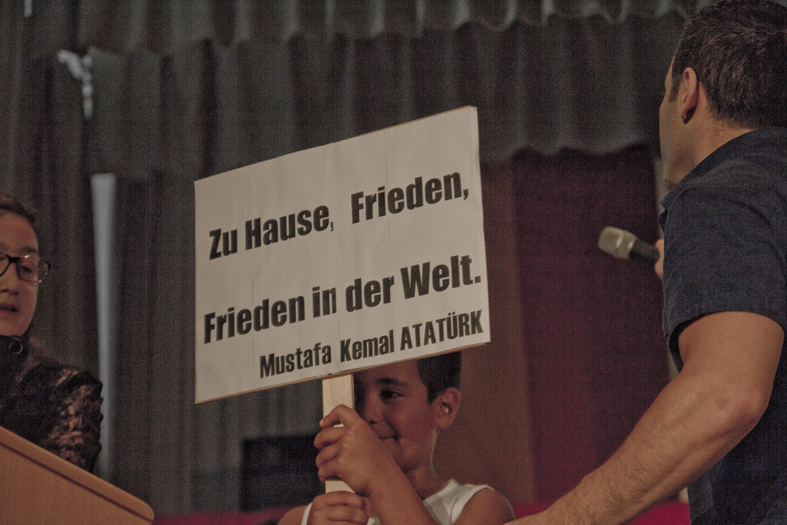 Zu Hause, Frieden,
Frieden in der Welt.
Mustafa Kemal ATATÜRK